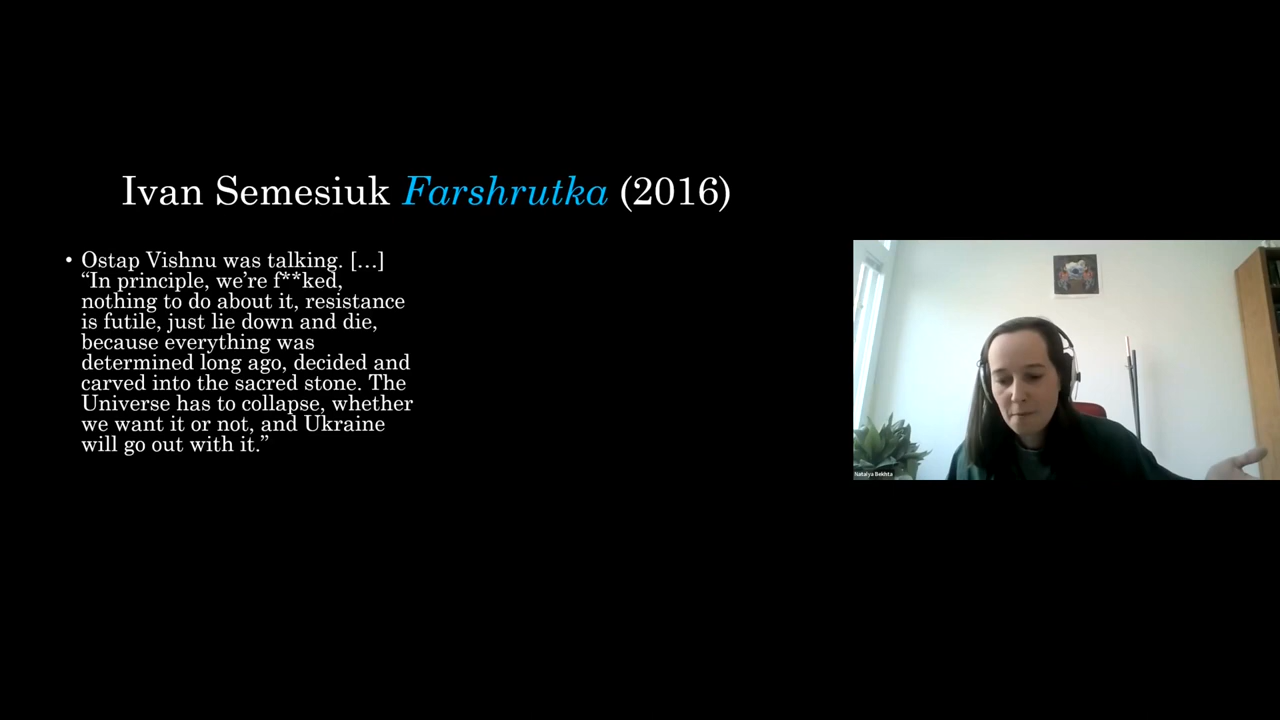 Ivan Semesiuk Farshrutka (2016)
• Ostap Vishnu was talking. […]
“In principle, we’re f**ked,
nothing to do about it, resistance
is futile, just lie down and die,
because everything was
determined long ago, decided and
carved into the sacred stone. The
Universe has to collapse, whether
we want it or not, and Ukraine
will go out with it.”
Natalya Bekhta